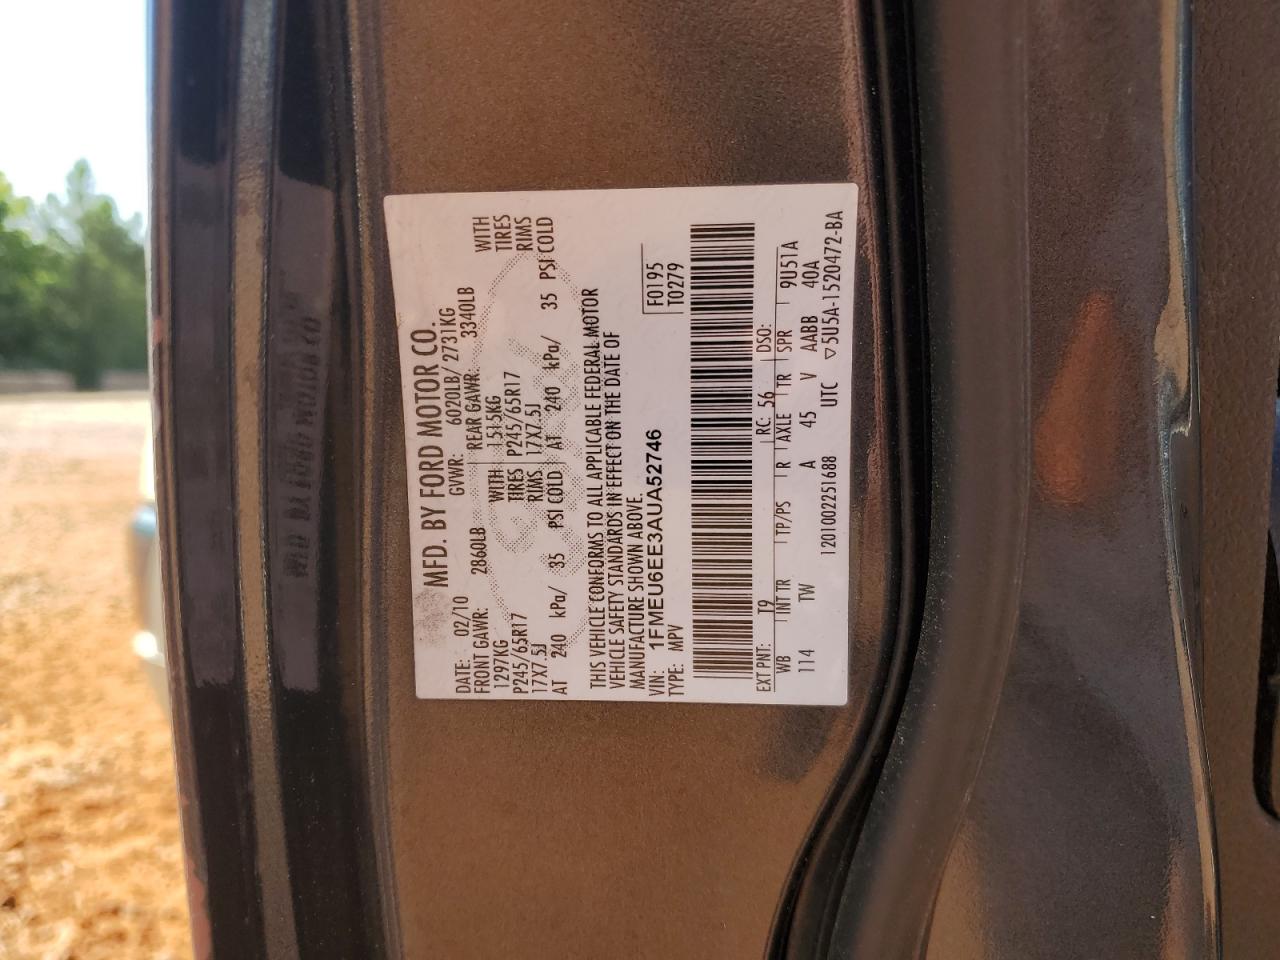 MFD. BY FORD MOTOR CO.
DATE: 02/10 GVWR: 6020LB/ 2731KG
FRONT GAWR: 2860LB REAR GAWR: 3340LB
1297KG WITH 1515KG WITH
P245/65R17 TIRES P245/65R17 TIRES
17X7.5J RIMS 17X7.5J RIMS
AT 240 kPa/ 35 PSI COLD AT 240 kPa/ 35 PSI COLD
THIS VEHICLE CONFORMS TO ALL APPLICABLE FEDERAL MOTOR
VEHICLE SAFETY STANDARDS IN EFFECT ON THE DATE OF
MANUFACTURE SHOWN ABOVE.
VIN: 1FMEU6EE3AUA52746 F0195
TYPE: MPV T0279
EXT PNT: T9 RC: 56 DSO:
WB INT TR TP/PS R AXLE TR SPR 9U51A
114 TW A 45 V AABB 40A
1201002251688 UTC ▽5U5A-1520472-BA